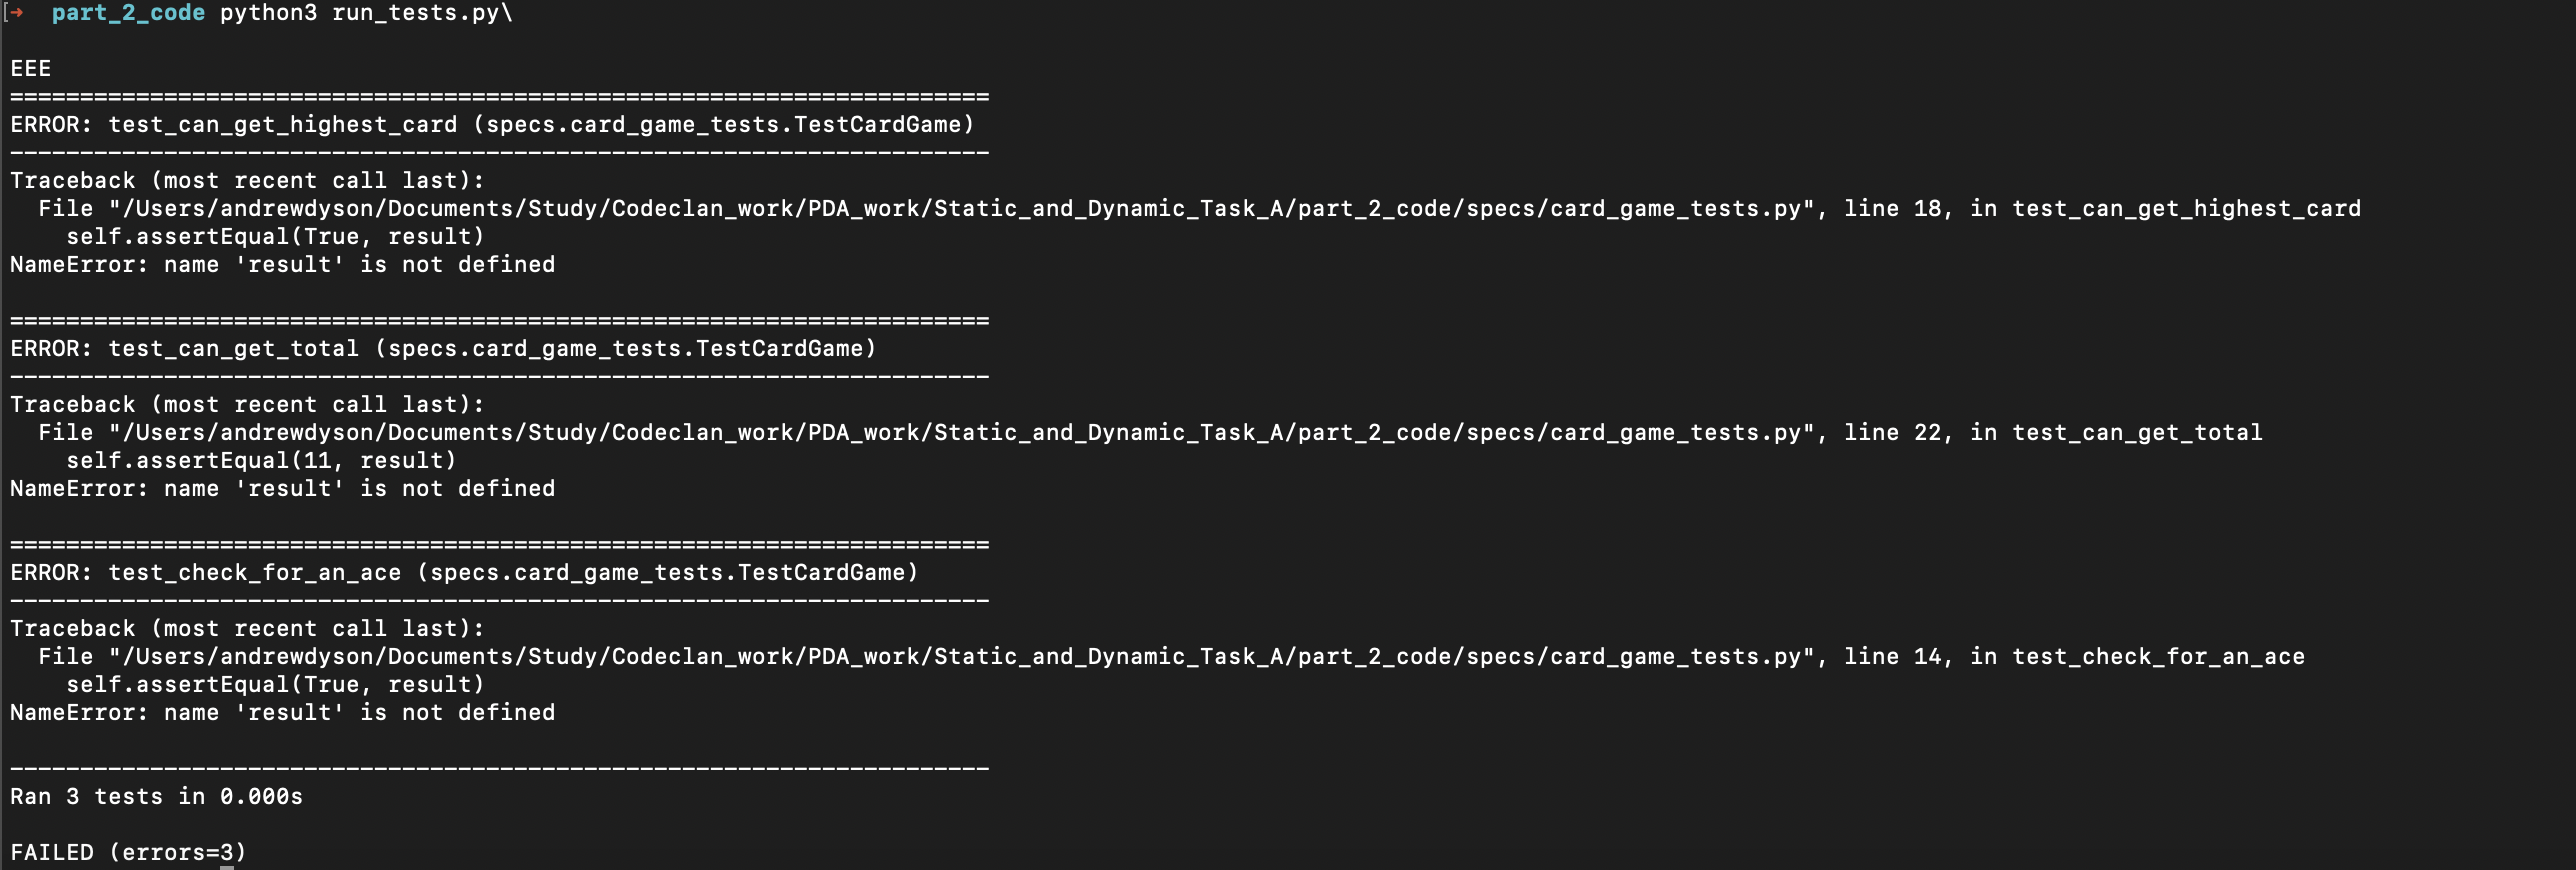 [→ part_2_code python3 run_tests.py\
EEE
======================================================================
ERROR: test_can_get_highest_card (specs.card_game_tests.TestCardGame)
----------------------------------------------------------------------
Traceback (most recent call last):
  File "/Users/andrewdyson/Documents/Study/Codeclan_work/PDA_work/Static_and_Dynamic_Task_A/part_2_code/specs/card_game_tests.py", line 18, in test_can_get_highest_card
    self.assertEqual(True, result)
NameError: name 'result' is not defined
======================================================================
ERROR: test_can_get_total (specs.card_game_tests.TestCardGame)
----------------------------------------------------------------------
Traceback (most recent call last):
  File "/Users/andrewdyson/Documents/Study/Codeclan_work/PDA_work/Static_and_Dynamic_Task_A/part_2_code/specs/card_game_tests.py", line 22, in test_can_get_total
    self.assertEqual(11, result)
NameError: name 'result' is not defined
======================================================================
ERROR: test_check_for_an_ace (specs.card_game_tests.TestCardGame)
----------------------------------------------------------------------
Traceback (most recent call last):
  File "/Users/andrewdyson/Documents/Study/Codeclan_work/PDA_work/Static_and_Dynamic_Task_A/part_2_code/specs/card_game_tests.py", line 14, in test_check_for_an_ace
    self.assertEqual(True, result)
NameError: name 'result' is not defined
----------------------------------------------------------------------
Ran 3 tests in 0.000s
FAILED (errors=3)